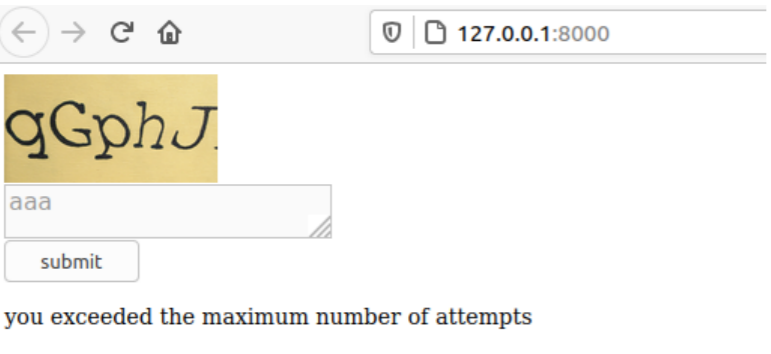 127.0.0.1:8000
qGphJ
aaa
submit
you exceeded the maximum number of attempts